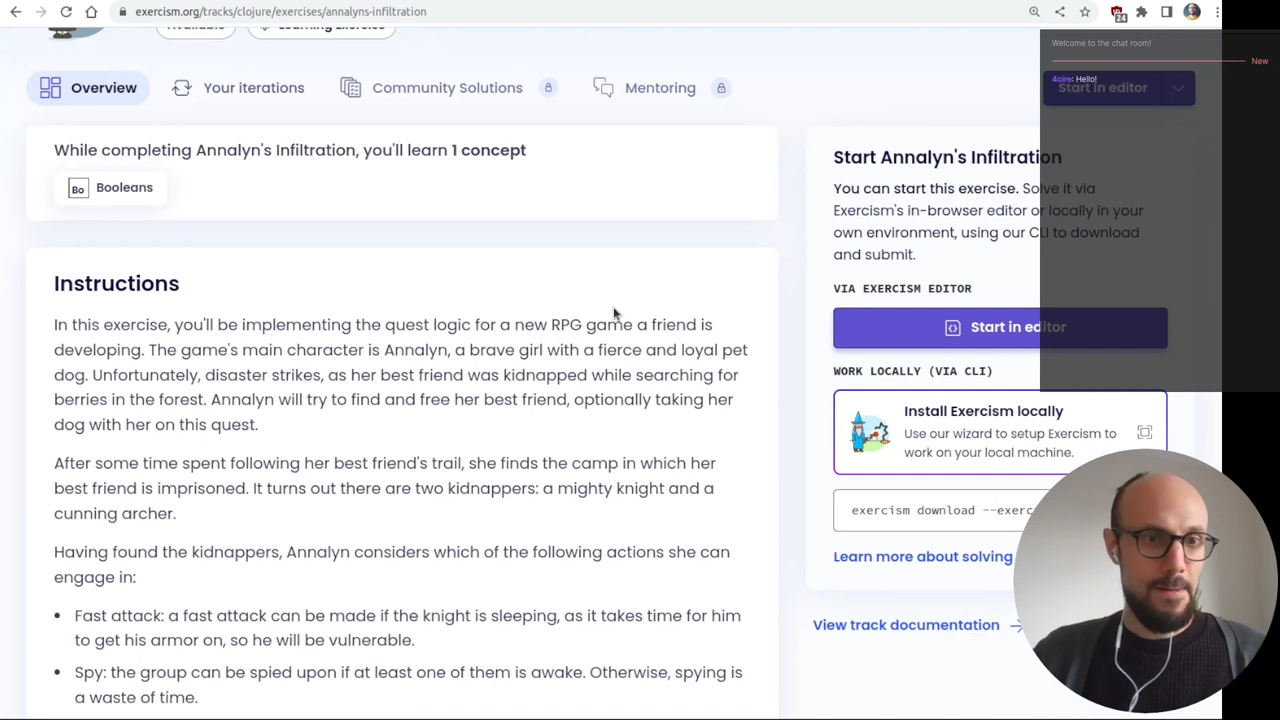 exercism.org/tracks/clojure/exercises/analyns-infiltration
24
Available
Learning Exercise
Overview
Your iterations
Community Solutions
Mentoring
Start in editor
Welcome to the chat room!
New
4cire: Hello!
While completing Annalyn's Infiltration, you'll learn 1 concept
Bo
Booleans
Instructions
In this exercise, you'll be implementing the quest logic for a new RPG game a friend is
developing. The game's main character is Annalyn, a brave girl with a fierce and loyal pet
dog. Unfortunately, disaster strikes, as her best friend was kidnapped while searching for
berries in the forest. Annalyn will try to find and free her best friend, optionally taking her
dog with her on this quest.
After some time spent following her best friend's trail, she finds the camp in which her
best friend is imprisoned. It turns out there are two kidnappers: a mighty knight and a
cunning archer.
Having found the kidnappers, Annalyn considers which of the following actions she can
engage in:
• Fast attack: a fast attack can be made if the knight is sleeping, as it takes time for him
to get his armor on, so he will be vulnerable.
• Spy: the group can be spied upon if at least one of them is awake. Otherwise, spying is
a waste of time.
Start Annalyn's Infiltration
You can start this exercise. Solve it via
Exercism's in-browser editor or locally in your
own environment, using our CLI to download
and submit.
VIA EXERCISM EDITOR
Start in editor
WORK LOCALLY (VIA CLI)
Install Exercism locally
Use our wizard to setup Exercism to
work on your local machine.
exercism download --exerc
Learn more about solving
View track documentation